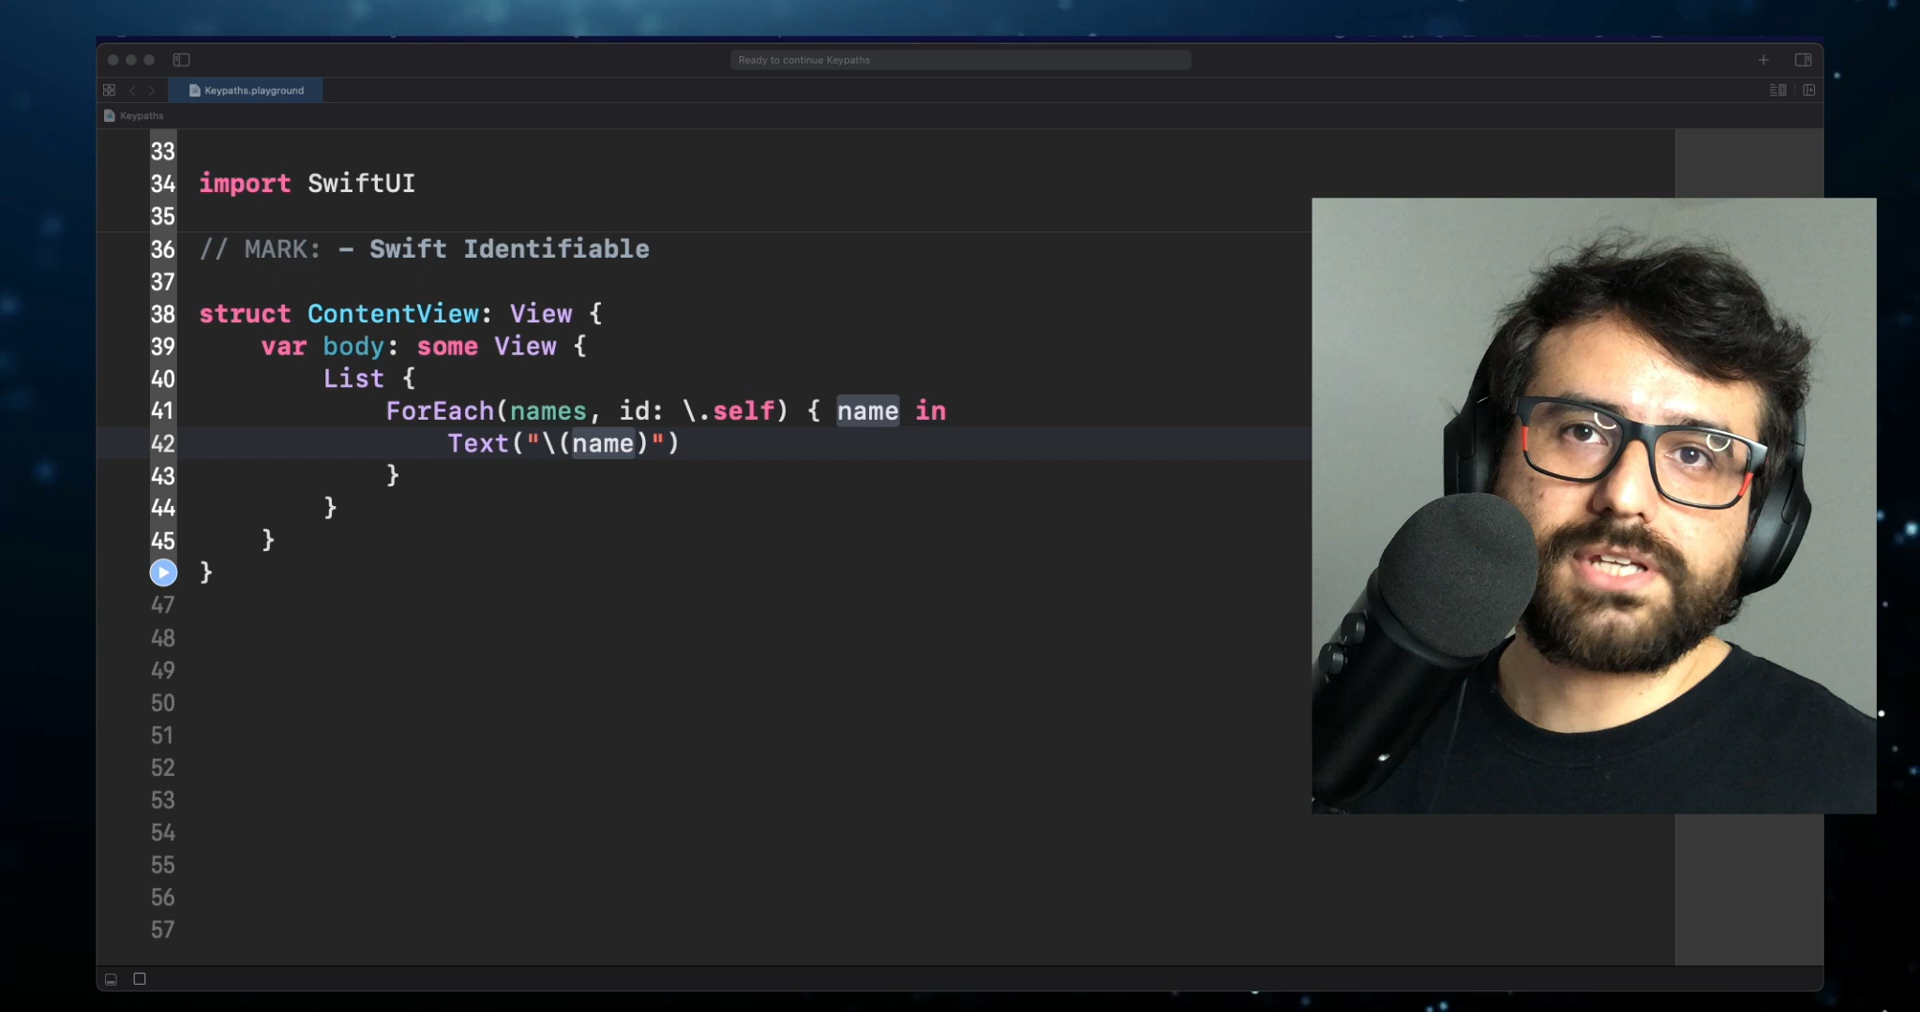 Ready to continue Keypaths
Keypaths.playground
Keypaths
33
34 import SwiftUI
35
36 // MARK: - Swift Identifiable
37
38 struct ContentView: View {
39 var body: some View {
40 List {
41 ForEach(names, id: \.self) { name in
42 Text("\(name)")
43 }
44 }
45 }
}
47
48
49
50
51
52
53
54
55
56
57